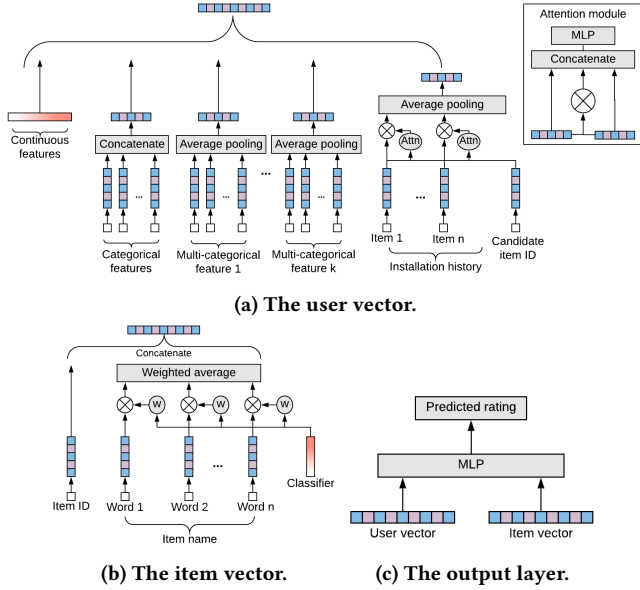 Attention module
MLP
Concatenate
Average pooling
Attn
Attn
Continuous
features
Concatenate
Average pooling
...
Average pooling
...
...
...
...
Item 1
Item n
Candidate
item ID
Categorical
features
Multi-categorical
feature 1
Multi-categorical
feature k
Installation history
(a) The user vector.
Concatenate
Weighted average
w
w
w
...
Classifier
Item ID
Word 1
Word 2
Word n
Item name
(b) The item vector.
Predicted rating
MLP
User vector
Item vector
(c) The output layer.